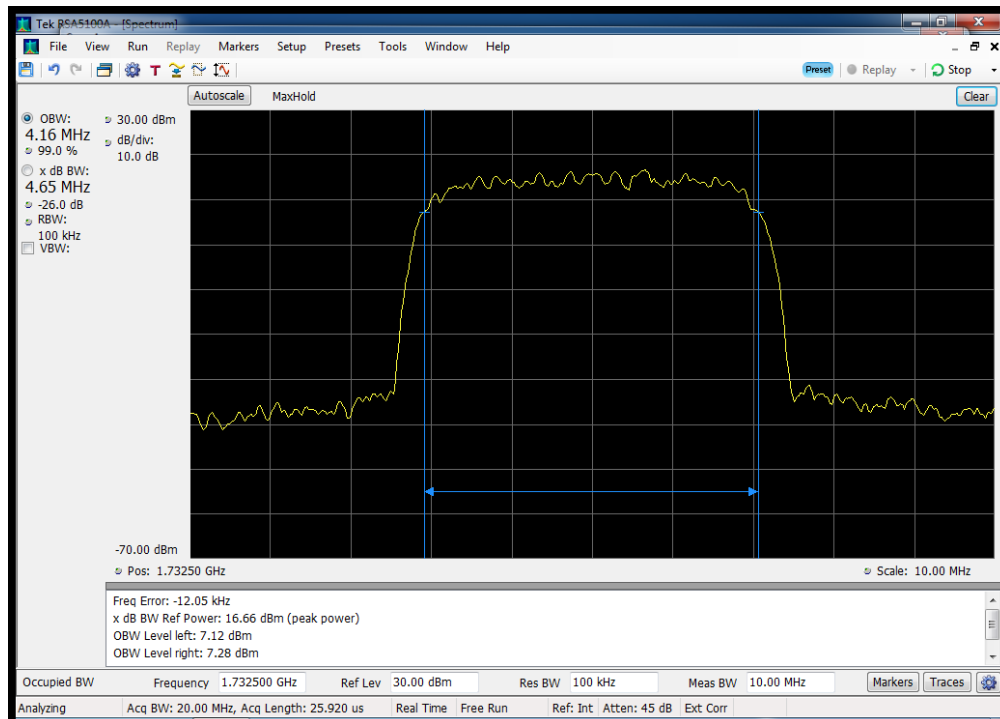 Tek RSA5100A - [Spectrum]
File View Run Replay Markers Setup Presets Tools Window Help
Preset Replay Stop
Autoscale MaxHold Clear
OBW:
4.16 MHz
99.0 %
x dB BW:
4.65 MHz
-26.0 dB
RBW:
100 kHz
VBW:
30.00 dBm
dB/div:
10.0 dB
-70.00 dBm
Pos: 1.73250 GHz Scale: 10.00 MHz
Freq Error: -12.05 kHz
x dB BW Ref Power: 16.66 dBm (peak power)
OBW Level left: 7.12 dBm
OBW Level right: 7.28 dBm
Occupied BW Frequency 1.732500 GHz Ref Lev 30.00 dBm Res BW 100 kHz Meas BW 10.00 MHz Markers Traces
Analyzing Acq BW: 20.00 MHz, Acq Length: 25.920 us Real Time Free Run Ref: Int Atten: 45 dB Ext Corr